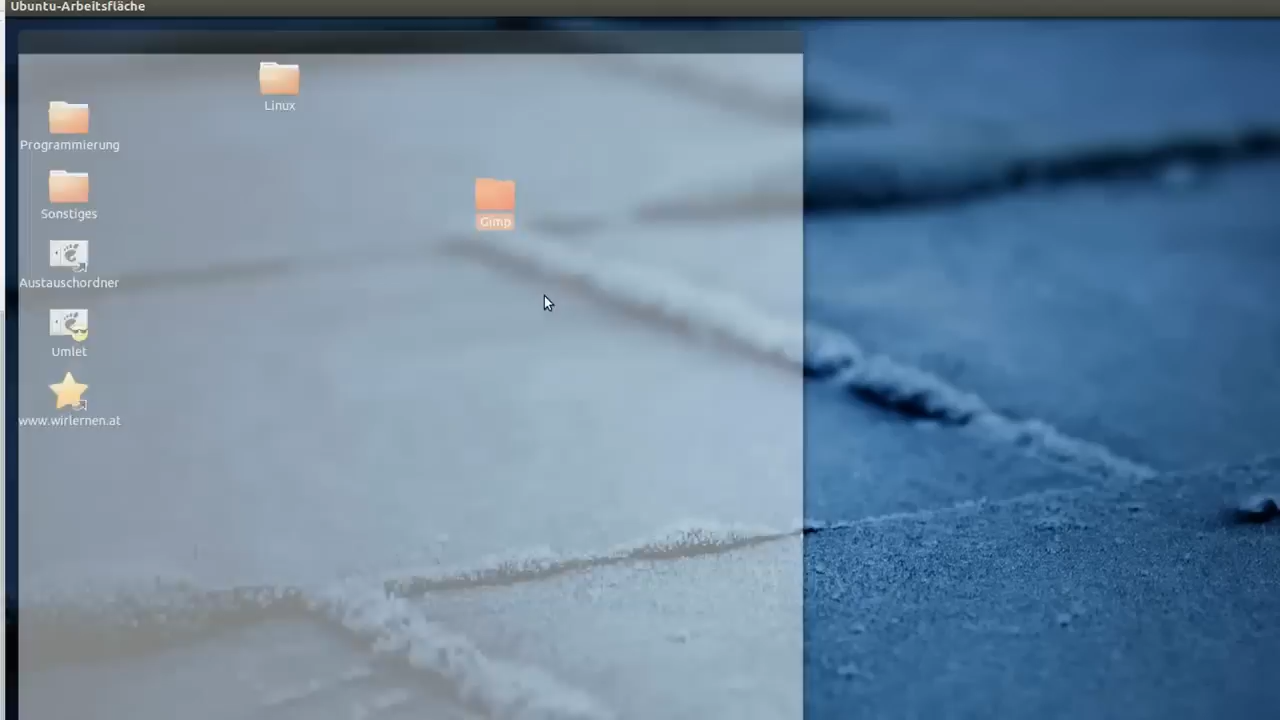 Ubuntu-Arbeitsfläche
Linux
Programmierung
Sonstiges
Gimp
Austauschordner
Umlet
www.wirlernen.at